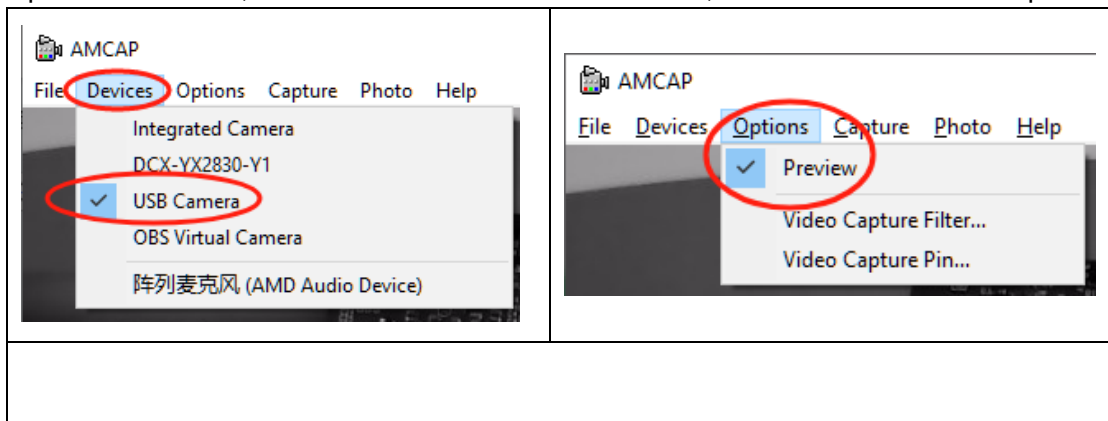 AMCAP
File Devices Options Capture Photo Help
Integrated Camera
DCX-YX2830-Y1
USB Camera
OBS Virtual Camera
阵列麦克风 (AMD Audio Device)
AMCAP
File Devices Options Capture Photo Help
Preview
Video Capture Filter...
Video Capture Pin...